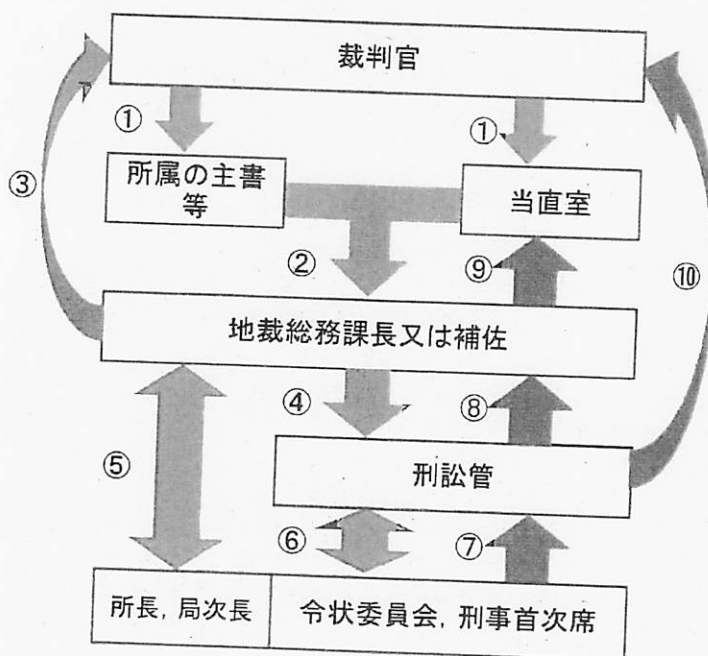 裁判官
①
①
③
所属の主書
等
当直室
②
⑨
⑩
地裁総務課長又は補佐
④
⑧
⑤
刑訟管
⑥
⑦
所長,局次長
令状委員会,刑事首次席